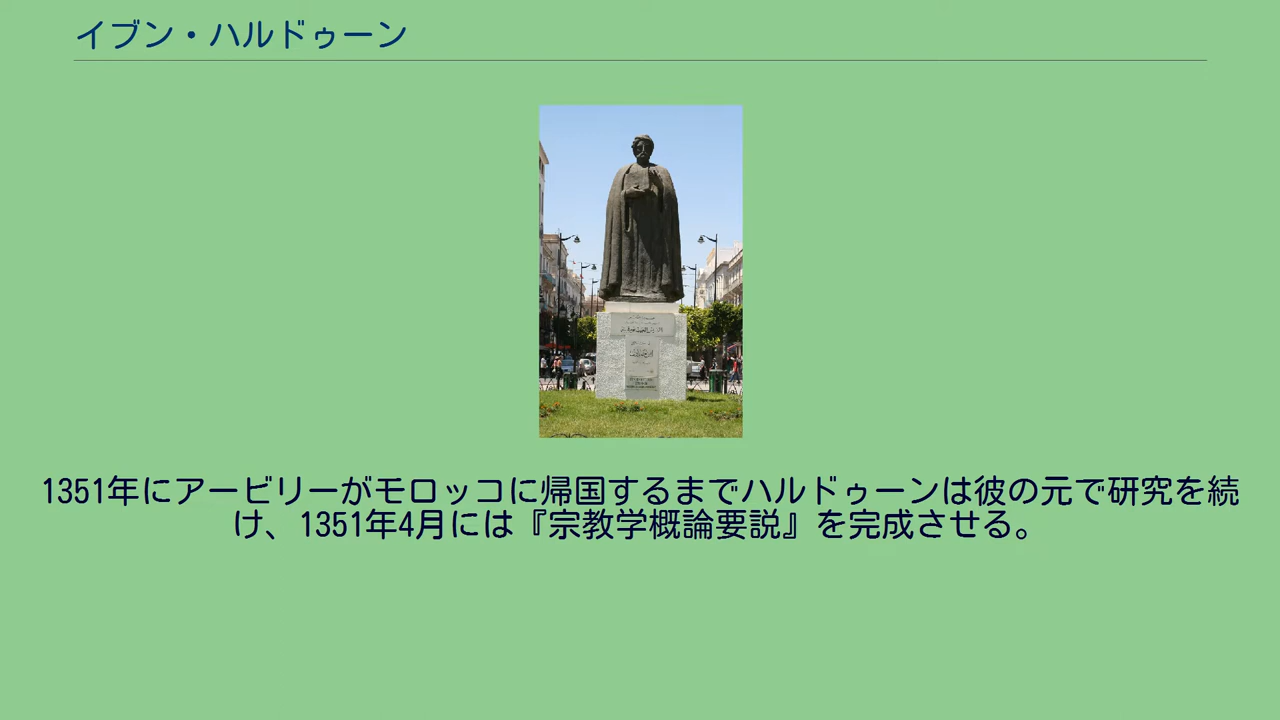 イブン・ハルドゥーン
1351年にアービリーがモロッコに帰国するまでハルドゥーンは彼の元で研究を続
け、1351年4月には『宗教学概論要説』を完成させる。